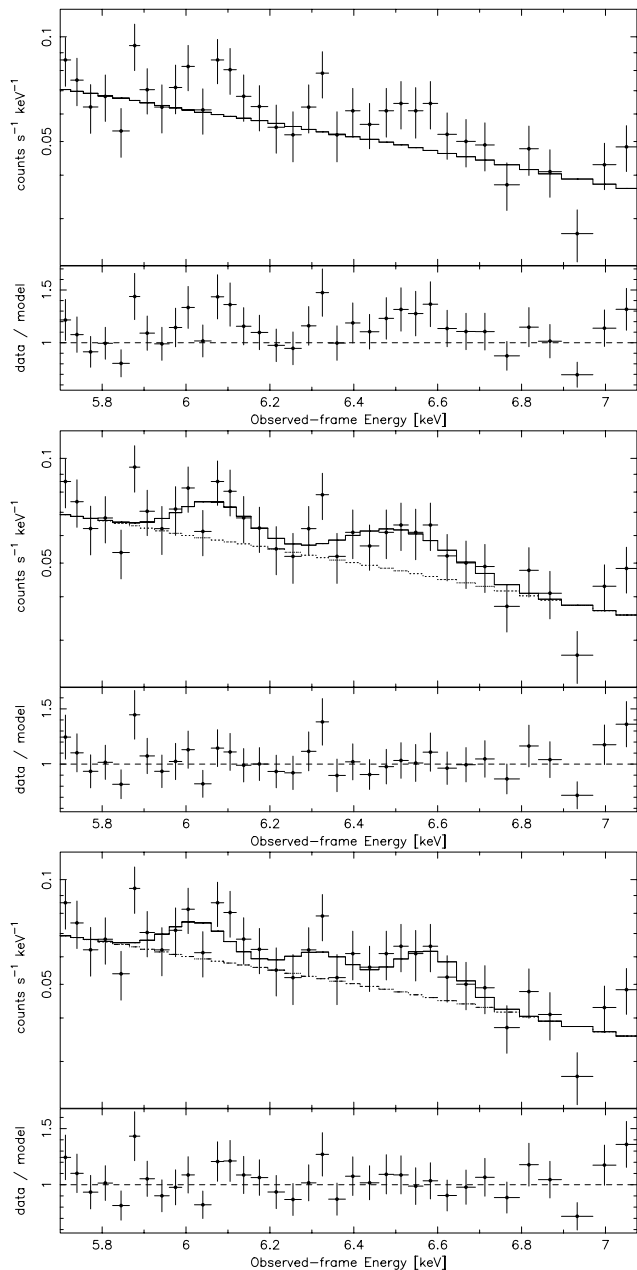 0.1
0.05
counts s⁻¹ keV⁻¹
1.5
1
data / model
5.8 6 6.2 6.4 6.6 6.8 7
Observed-frame Energy [keV]
0.1
0.05
counts s⁻¹ keV⁻¹
1.5
1
data / model
5.8 6 6.2 6.4 6.6 6.8 7
Observed-frame Energy [keV]
0.1
0.05
counts s⁻¹ keV⁻¹
1.5
1
data / model
5.8 6 6.2 6.4 6.6 6.8 7
Observed-frame Energy [keV]